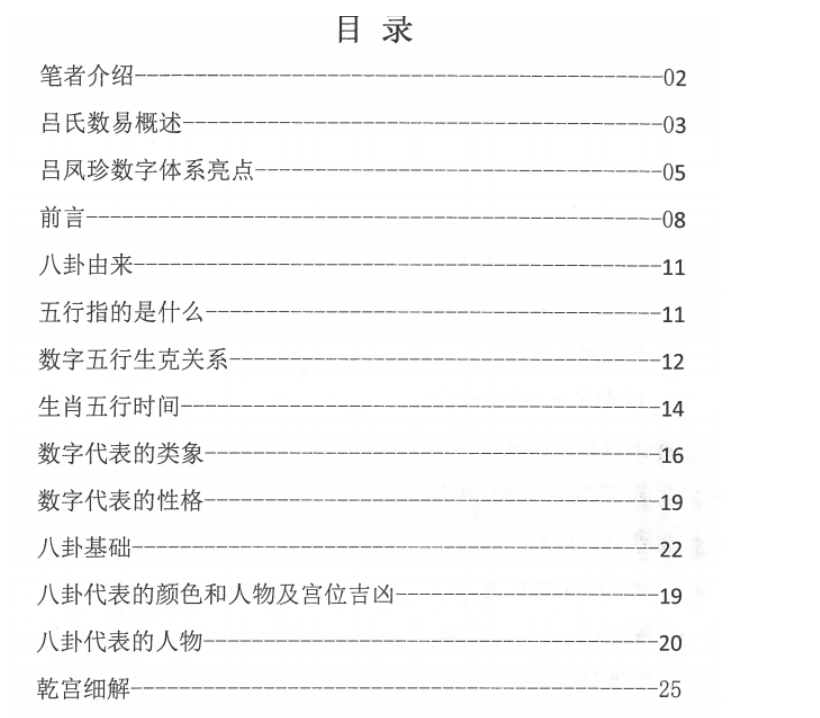 目 录
笔者介绍--------------------------------------------02
吕氏数易概述----------------------------------------03
吕凤珍数字体系亮点----------------------------------05
前言------------------------------------------------08
八卦由来--------------------------------------------11
五行指的是什么--------------------------------------11
数字五行生克关系------------------------------------12
生肖五行时间----------------------------------------14
数字代表的类象--------------------------------------16
数字代表的性格--------------------------------------19
八卦基础--------------------------------------------22
八卦代表的颜色和人物及宫位吉凶----------------------19
八卦代表的人物--------------------------------------20
乾宫细解--------------------------------------------25